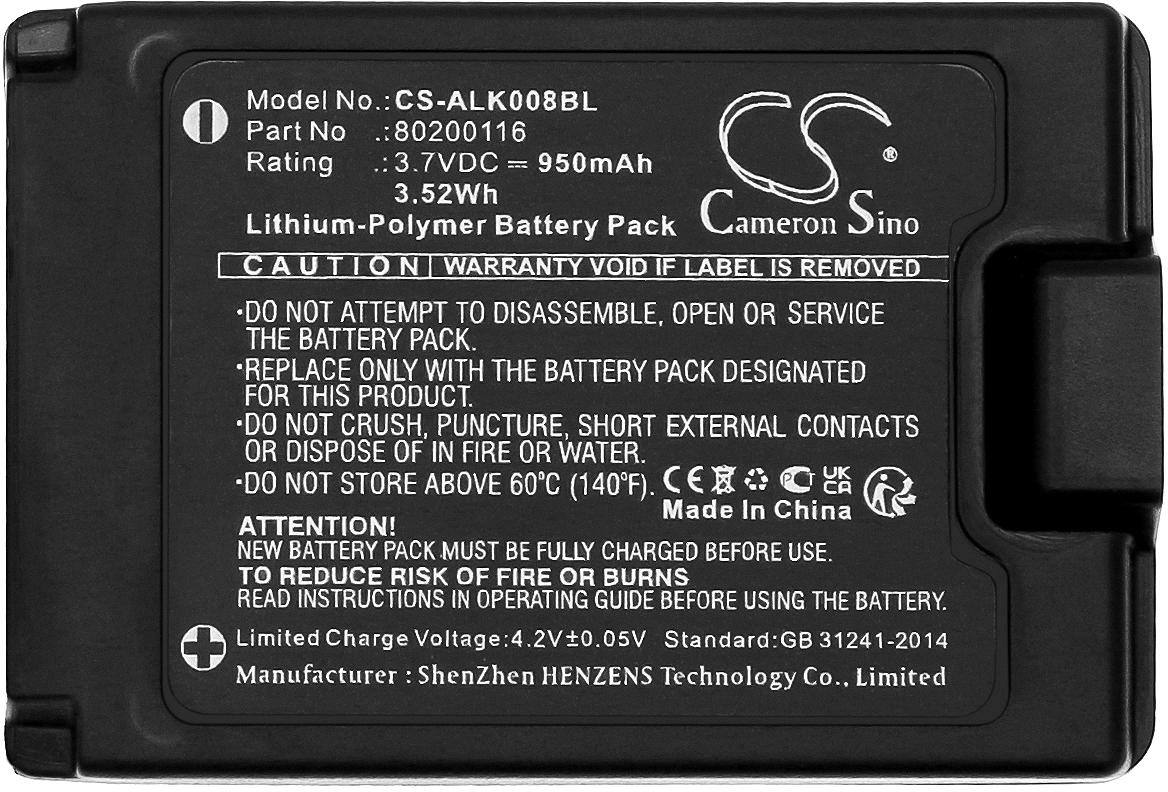 Model No.: CS-ALK008BL
Part No .: 80200116
Rating .: 3.7VDC ⎓ 950mAh
3.52Wh
Lithium-Polymer Battery Pack
CS
®
Cameron Sino
CAUTION WARRANTY VOID IF LABEL IS REMOVED
•DO NOT ATTEMPT TO DISASSEMBLE, OPEN OR SERVICE
THE BATTERY PACK.
•REPLACE ONLY WITH THE BATTERY PACK DESIGNATED
FOR THIS PRODUCT.
•DO NOT CRUSH, PUNCTURE, SHORT EXTERNAL CONTACTS
OR DISPOSE OF IN FIRE OR WATER.
•DO NOT STORE ABOVE 60°C (140°F).
CE PCT UKCA
Made In China
ATTENTION!
NEW BATTERY PACK MUST BE FULLY CHARGED BEFORE USE.
TO REDUCE RISK OF FIRE OR BURNS
READ INSTRUCTIONS IN OPERATING GUIDE BEFORE USING THE BATTERY.
Limited Charge Voltage:4.2V±0.05V Standard:GB 31241-2014
Manufacturer : ShenZhen HENZENS Technology Co., Limited